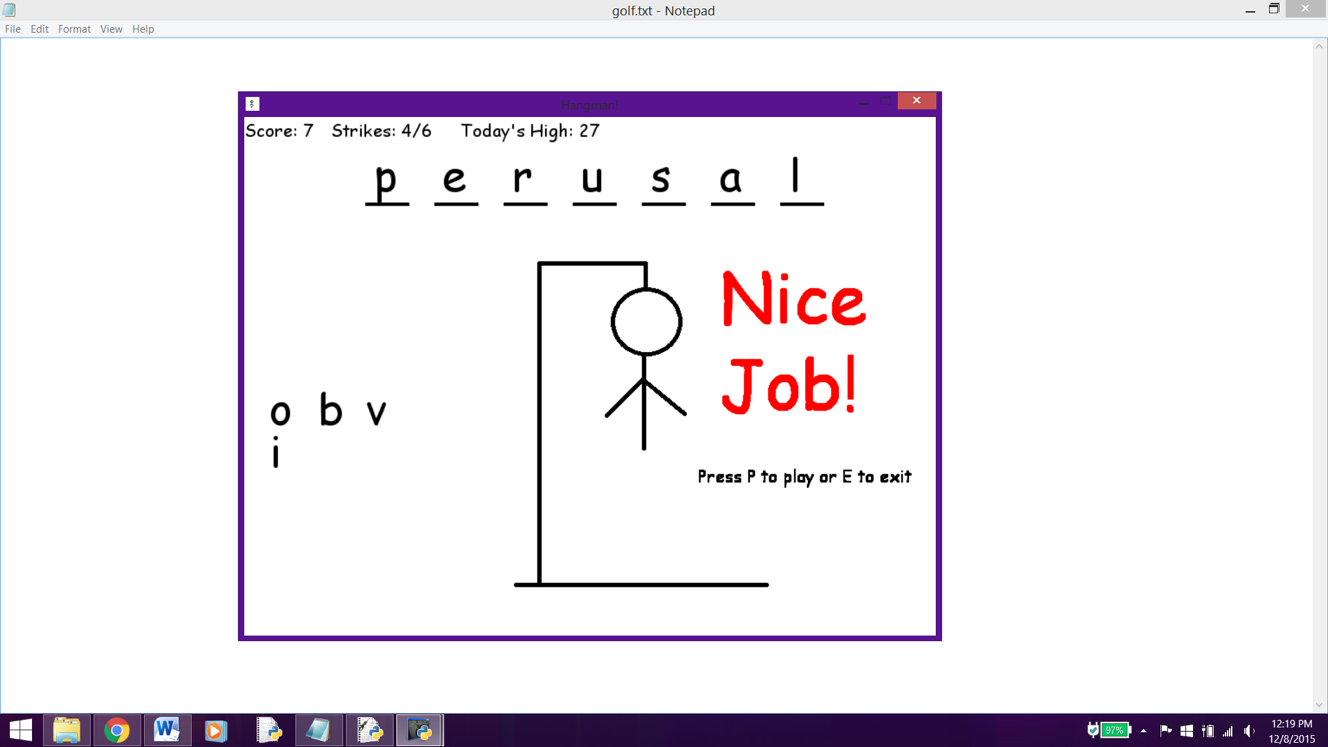 golf.txt - Notepad
File Edit Format View Help
Hangman!
Score: 7 Strikes: 4/6 Today's High: 27
p e r u s a l
Nice
Job!
o b v
i
Press P to play or E to exit
97%
12:19 PM
12/8/2015